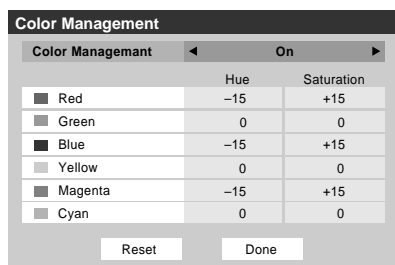 Color Management
Color Managemant ◄ On ►
Hue Saturation
Red –15 +15
Green 0 0
Blue –15 +15
Yellow 0 0
Magenta –15 +15
Cyan 0 0
Reset Done